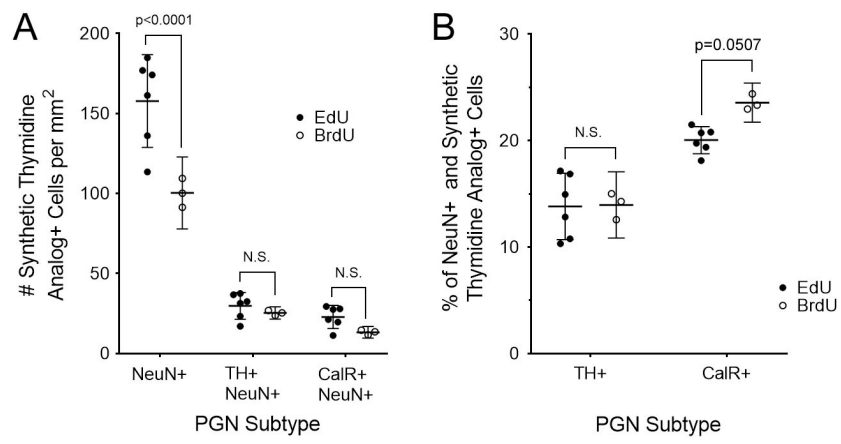 A
p<0.0001
200
150
100
50
0
# Synthetic Thymidine
Analog+ Cells per mm2
EdU
BrdU
N.S.
N.S.
NeuN+
TH+
NeuN+
CalR+
NeuN+
PGN Subtype
B
30
20
10
0
% of NeuN+ and Synthetic
Thymidine Analog+ Cells
p=0.0507
N.S.
EdU
BrdU
TH+
CalR+
PGN Subtype